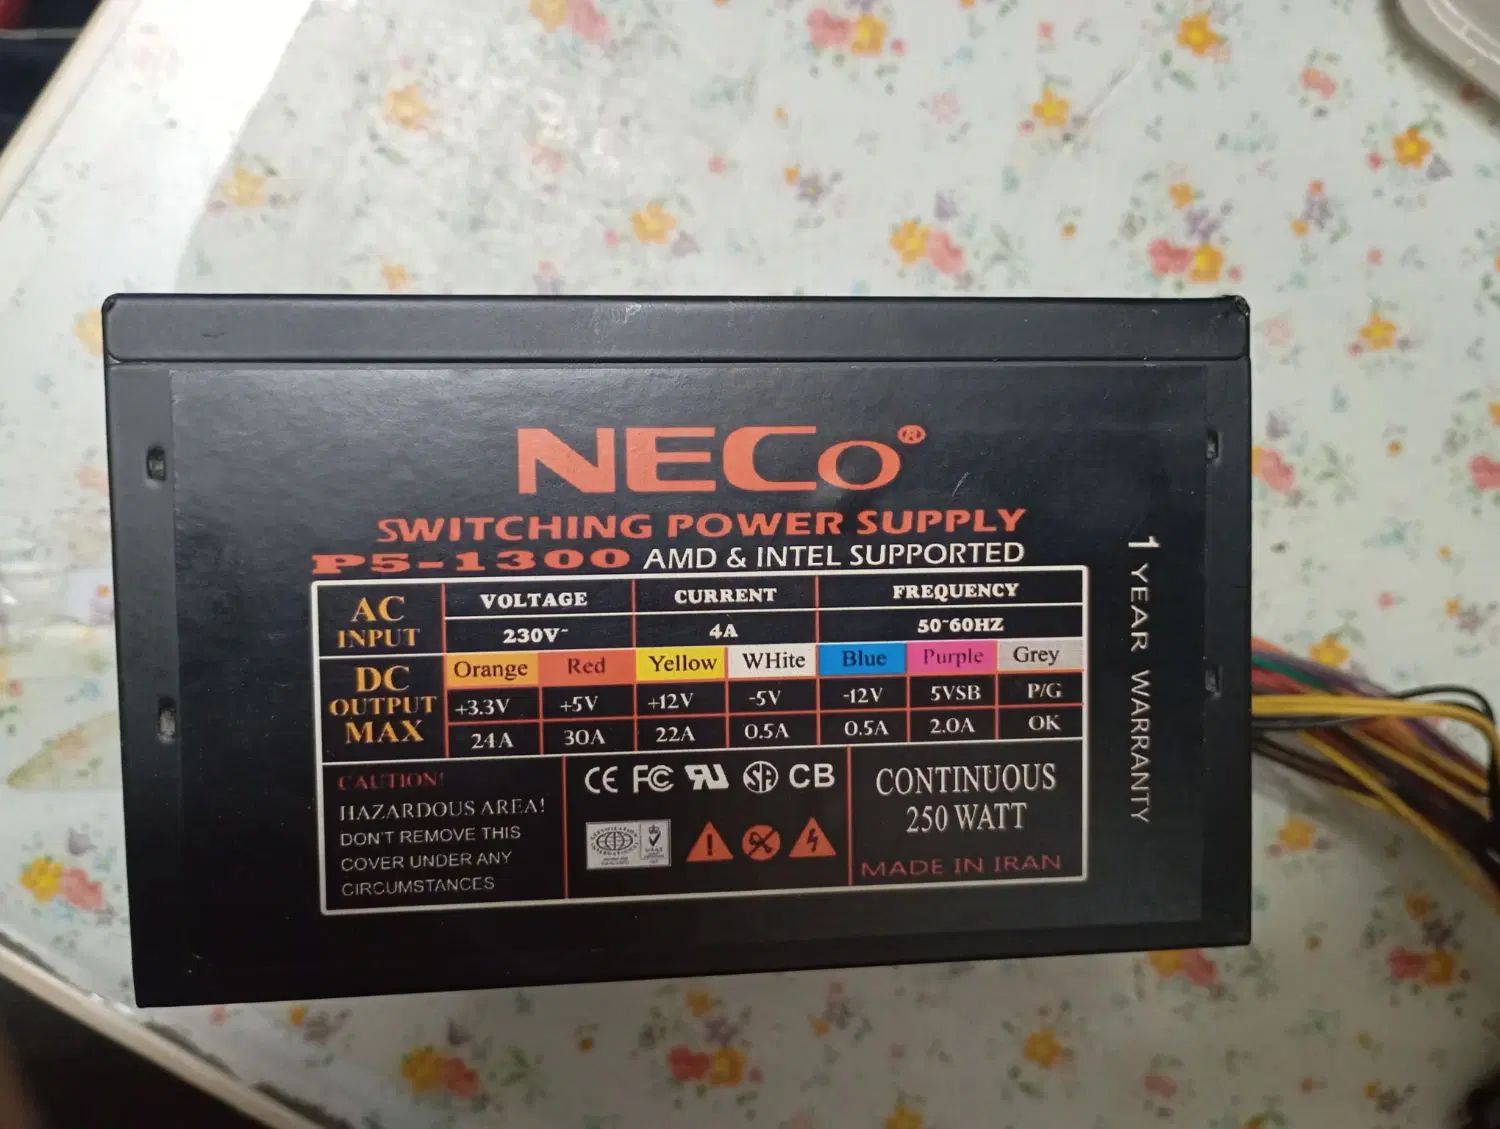 NECo®
SWITCHING POWER SUPPLY
P5-1300 AMD & INTEL SUPPORTED
AC INPUT VOLTAGE CURRENT FREQUENCY
230V~ 4A 50~60HZ
DC OUTPUT MAX Orange Red Yellow WHite Blue Purple Grey
+3.3V +5V +12V -5V -12V 5VSB P/G
24A 30A 22A 0.5A 0.5A 2.0A OK
CAUTION!
HAZARDOUS AREA!
DON'T REMOVE THIS
COVER UNDER ANY
CIRCUMSTANCES
CE FC RU SA CB
CONTINUOUS
250 WATT
MADE IN IRAN
1 YEAR WARRANTY